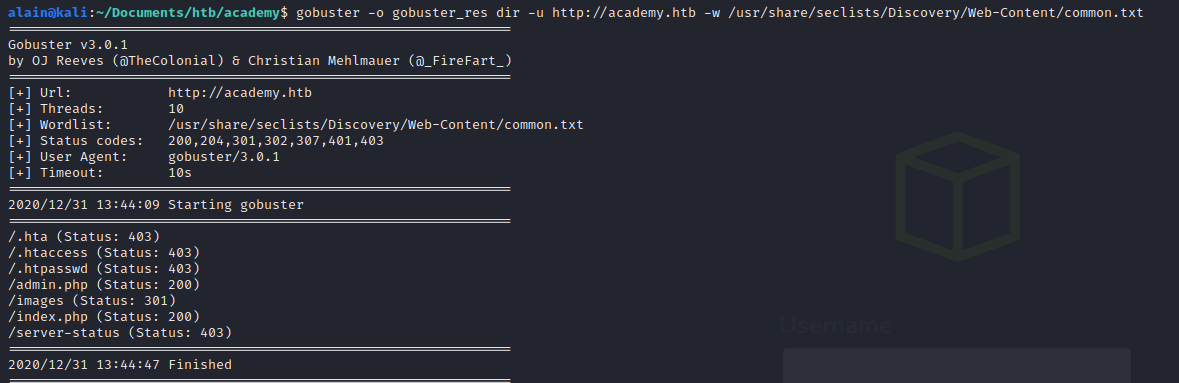 alain@kali:~/Documents/htb/academy$ gobuster -o gobuster_res dir -u http://academy.htb -w /usr/share/seclists/Discovery/Web-Content/common.txt
===============================================================
Gobuster v3.0.1
by OJ Reeves (@TheColonial) & Christian Mehlmauer (@_FireFart_)
===============================================================
[+] Url:            http://academy.htb
[+] Threads:        10
[+] Wordlist:       /usr/share/seclists/Discovery/Web-Content/common.txt
[+] Status codes:   200,204,301,302,307,401,403
[+] User Agent:     gobuster/3.0.1
[+] Timeout:        10s
===============================================================
2020/12/31 13:44:09 Starting gobuster
===============================================================
/.hta (Status: 403)
/.htaccess (Status: 403)
/.htpasswd (Status: 403)
/admin.php (Status: 200)
/images (Status: 301)
/index.php (Status: 200)
/server-status (Status: 403)
===============================================================
2020/12/31 13:44:47 Finished
===============================================================
Username